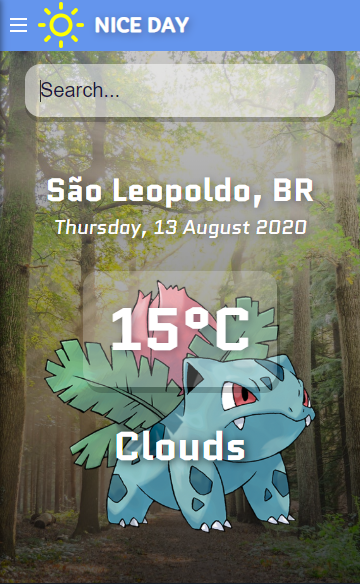 NICE DAY
Search...
São Leopoldo, BR
Thursday, 13 August 2020
15°C
Clouds